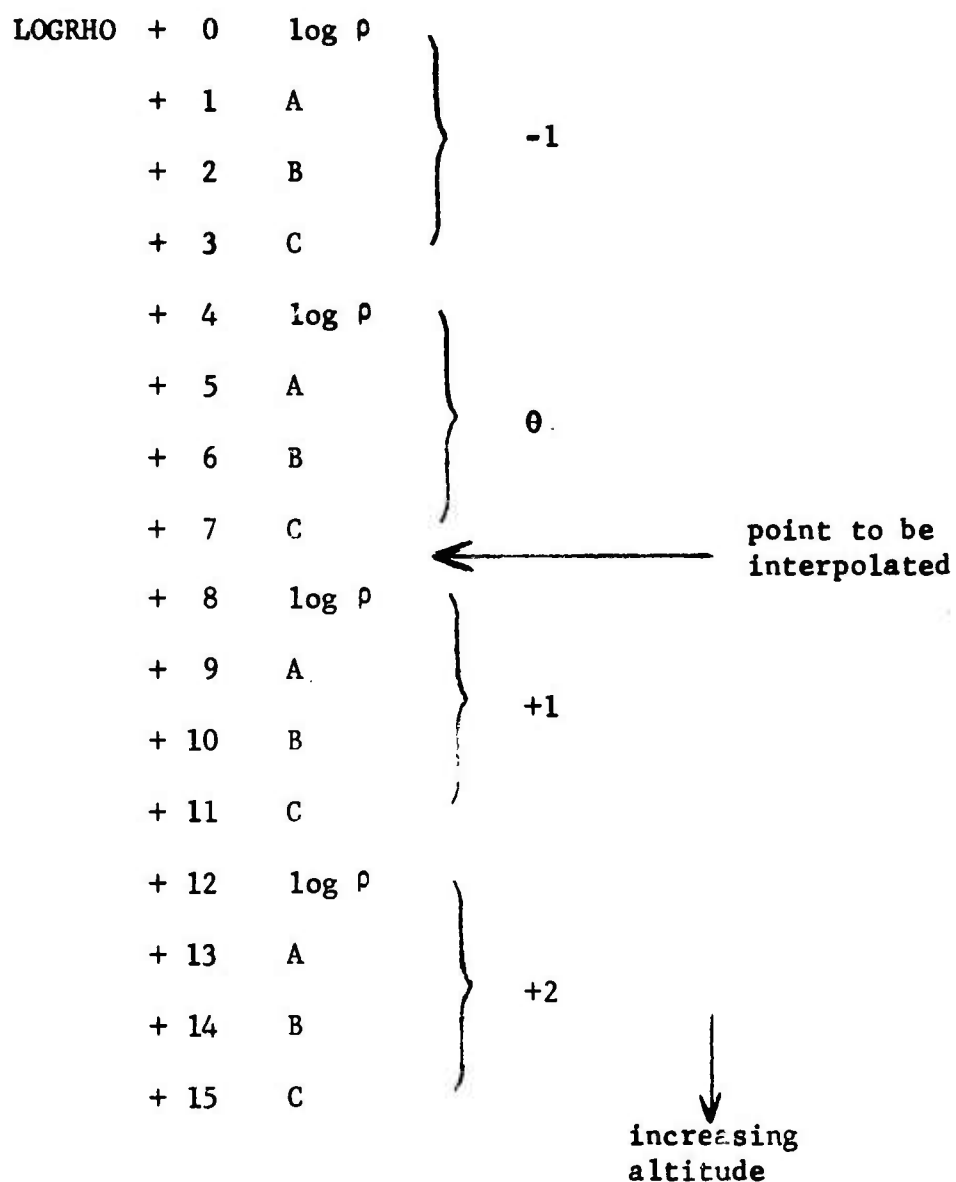 LOGRHO + 0 log ρ
+ 1 A
-1
+ 2 B
+ 3 C
+ 4 log ρ
+ 5 A
θ
+ 6 B
+ 7 C
point to be
interpolated
+ 8 log ρ
+ 9 A
+1
+ 10 B
+ 11 C
+ 12 log ρ
+ 13 A
+2
+ 14 B
+ 15 C
increasing
altitude